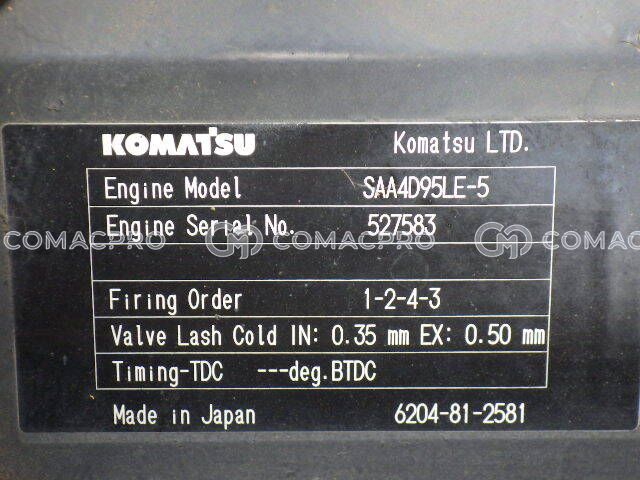 KOMATSU Komatsu LTD.
Engine Model SAA4D95LE-5
Engine Serial No. 527583
COMACPRO COMACPRO COMACPRO
Firing Order 1-2-4-3
Valve Lash Cold IN: 0.35 mm EX: 0.50 mm
Timing-TDC ---deg.BTDC
Made in Japan 6204-81-2581